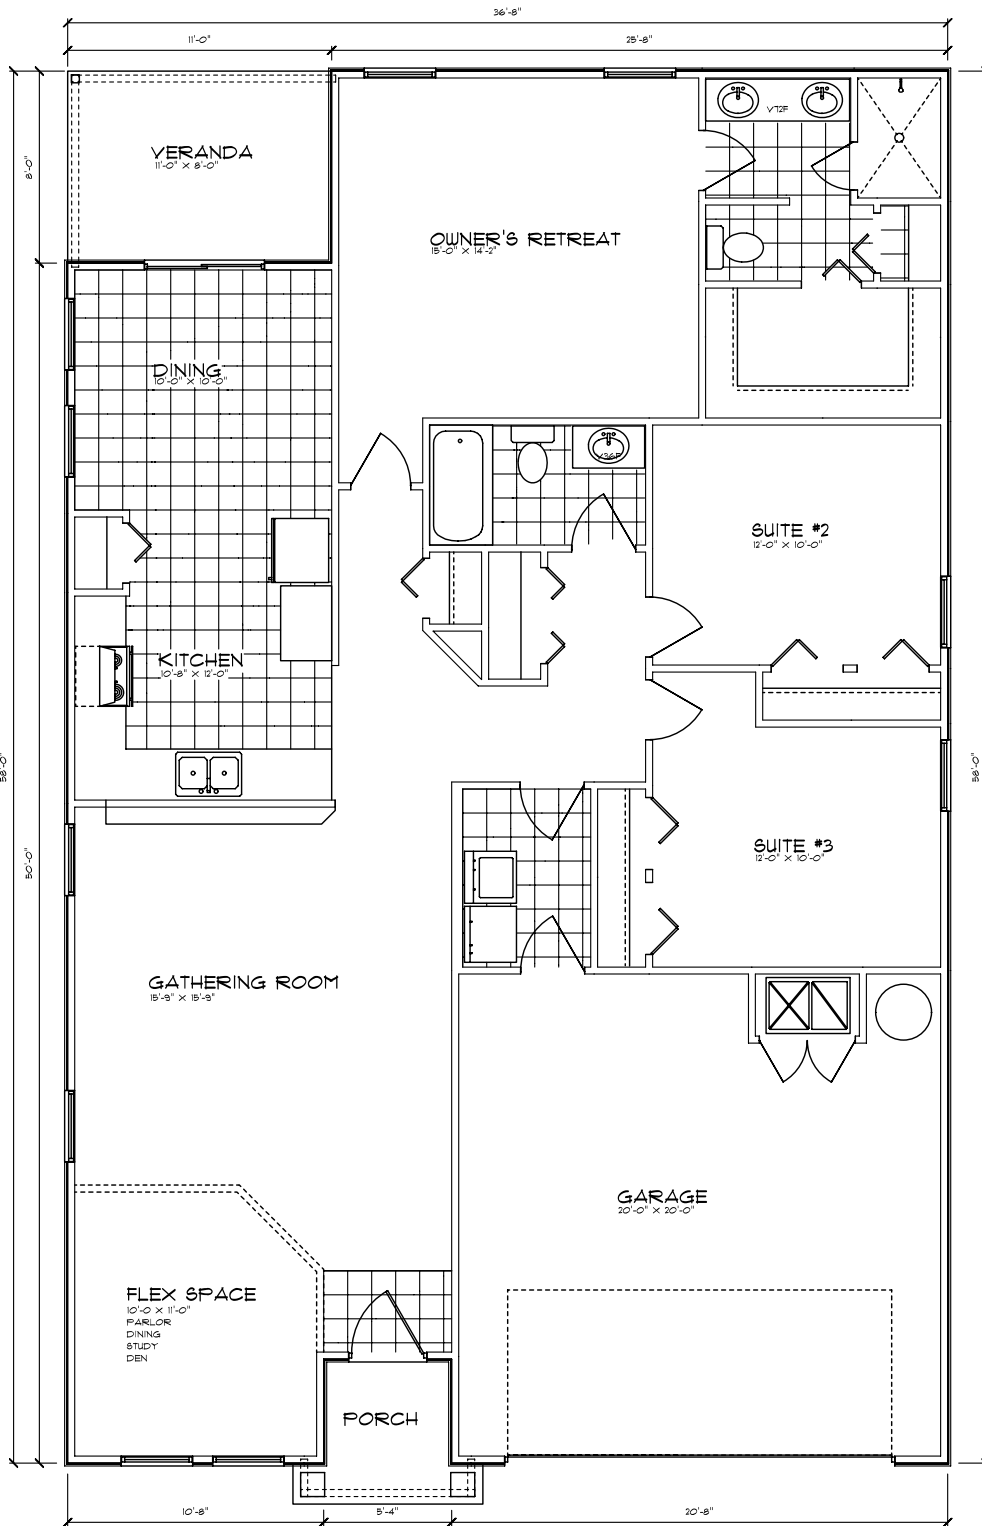 36'-8"
11'-0"
25'-8"
8'-0"
VERANDA
11'-0" X 8'-0"
V72F
OWNER'S RETREAT
15'-0" X 14'-2"
DINING
10'-0" X 10'-0"
V36F
SUITE #2
12'-0" X 10'-0"
KITCHEN
10'-8" X 12'-0"
58'-0"
58'-0"
50'-0"
SUITE #3
12'-0" X 10'-0"
GATHERING ROOM
15'-9" X 15'-9"
GARAGE
20'-0" X 20'-0"
FLEX SPACE
10'-0 X 11'-0"
PARLOR
DINING
STUDY
DEN
PORCH
10'-8"
5'-4"
20'-8"